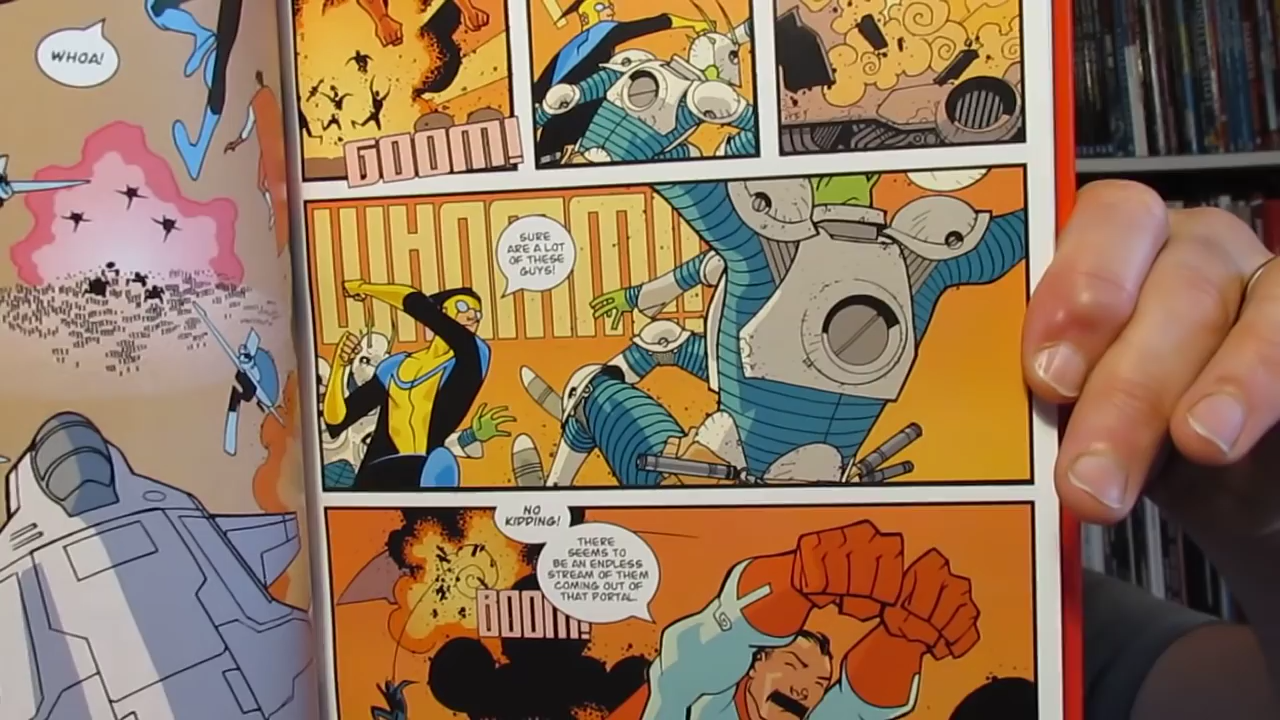 WHOA!
GOOM!
WHAMM!
SURE
ARE A LOT
OF THESE
GUYS!
NO
KIDDING!
THERE
SEEMS TO
BE AN ENDLESS
STREAM OF THEM
COMING OUT OF
THAT PORTAL.
BOOM!